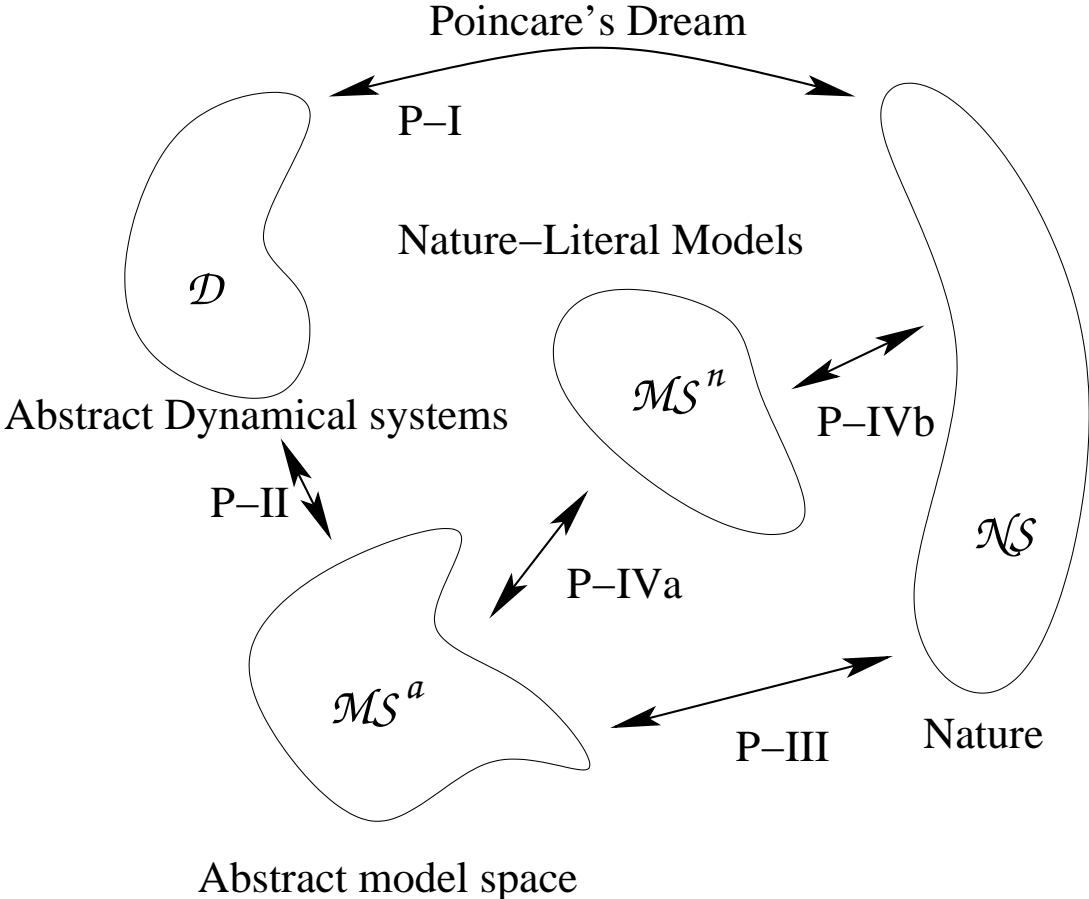 Poincare's Dream
P–I
Nature–Literal Models
𝒟
ℳ𝒮ⁿ
Abstract Dynamical systems
P–IVb
P–II
𝒩𝒮
P–IVa
ℳ𝒮ᵃ
Nature
P–III
Abstract model space